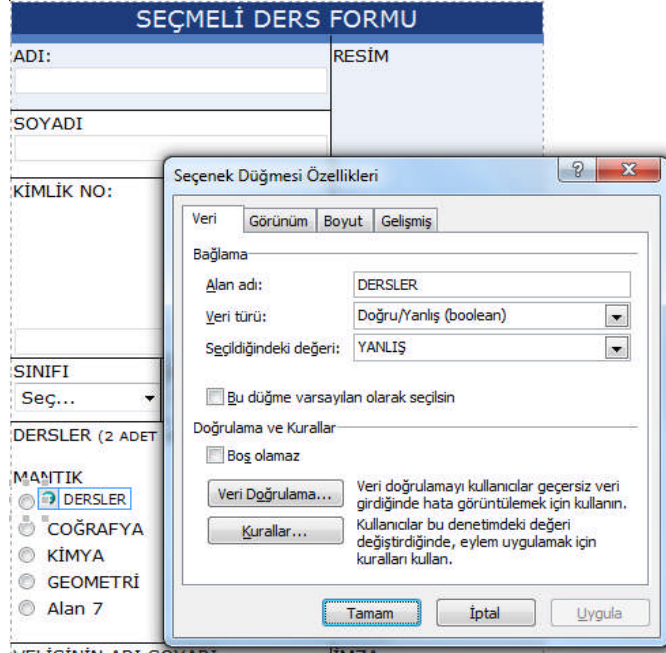 SEÇMELİ DERS FORMU
ADI:
RESİM
SOYADI
KİMLİK NO:
SINIFI
Seç...
DERSLER (2 ADET
MANTIK
DERSLER
COĞRAFYA
KİMYA
GEOMETRİ
Alan 7
Seçenek Düğmesi Özellikleri
Veri Görünüm Boyut Gelişmiş
Bağlama
Alan adı: DERSLER
Veri türü: Doğru/Yanlış (boolean)
Seçildiğindeki değeri: YANLIŞ
Bu düğme varsayılan olarak seçilsin
Doğrulama ve Kurallar
Boş olamaz
Veri Doğrulama...
Veri doğrulamayı kullanıcılar geçersiz veri
girdiğinde hata görüntülemek için kullanın.
Kurallar...
Kullanıcılar bu denetimdeki değeri
değiştirdiğinde, eylem uygulamak için
kuralları kullan.
Tamam İptal Uygula